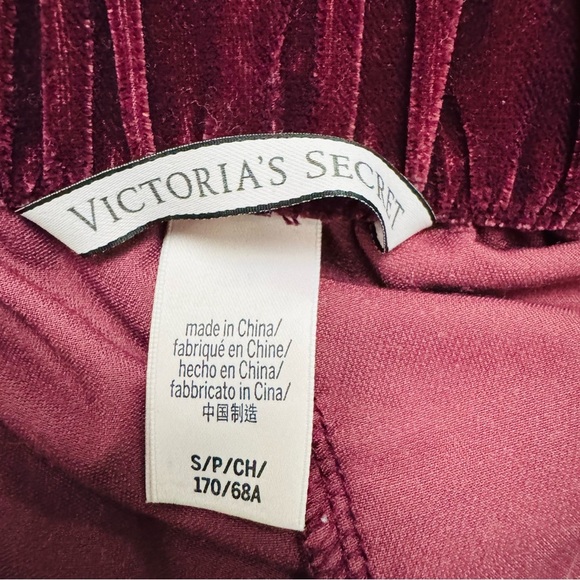 VICTORIA'S SECRET
made in China/
fabriqué en Chine/
hecho en China/
fabbricato in Cina/
中国制造
S/P/CH/
170/68A